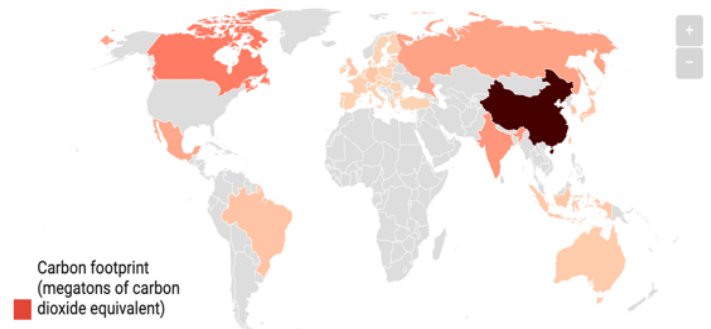 +
−
Carbon footprint
(megatons of carbon
dioxide equivalent)